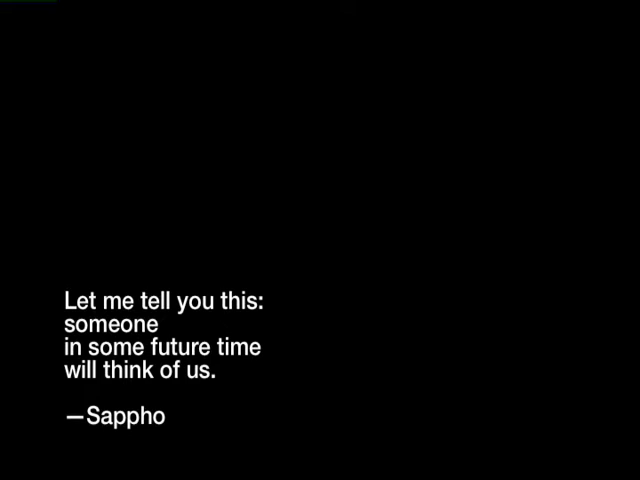 Let me tell you this:
someone
in some future time
will think of us.
—Sappho